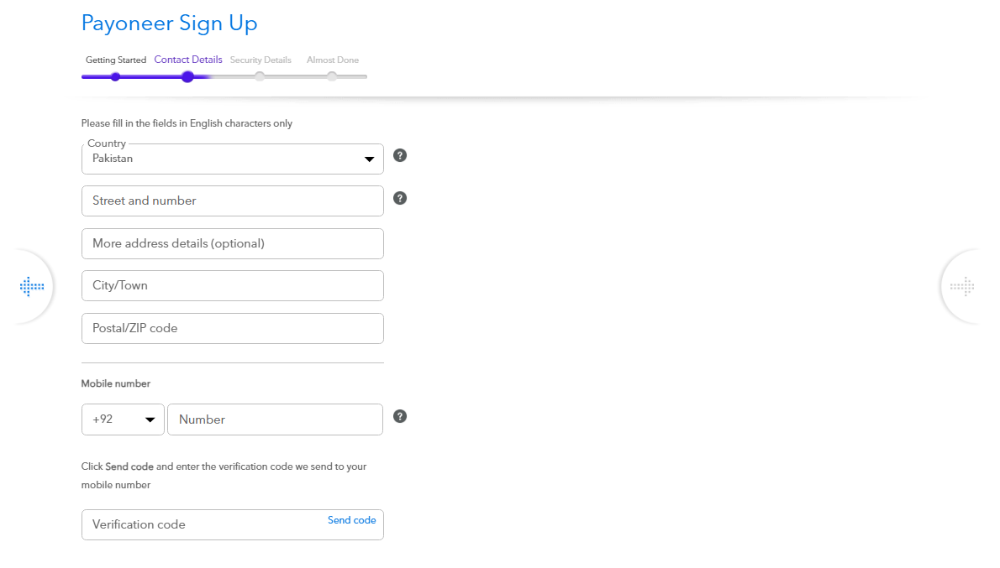 Payoneer Sign Up
Getting Started Contact Details Security Details Almost Done
Please fill in the fields in English characters only
Country
Pakistan
?
Street and number
?
More address details (optional)
City/Town
Postal/ZIP code
Mobile number
+92 Number
?
Click Send code and enter the verification code we send to your
mobile number
Verification code Send code